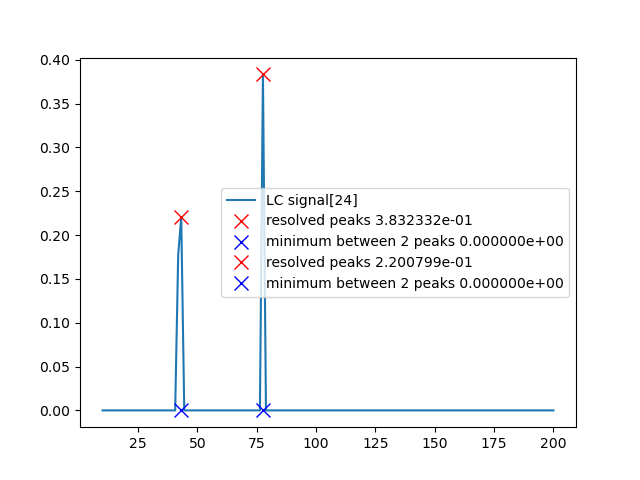 0.40
0.35
0.30
0.25
0.20
0.15
0.10
0.05
0.00
LC signal[24]
resolved peaks 3.832332e-01
minimum between 2 peaks 0.000000e+00
resolved peaks 2.200799e-01
minimum between 2 peaks 0.000000e+00
25 50 75 100 125 150 175 200